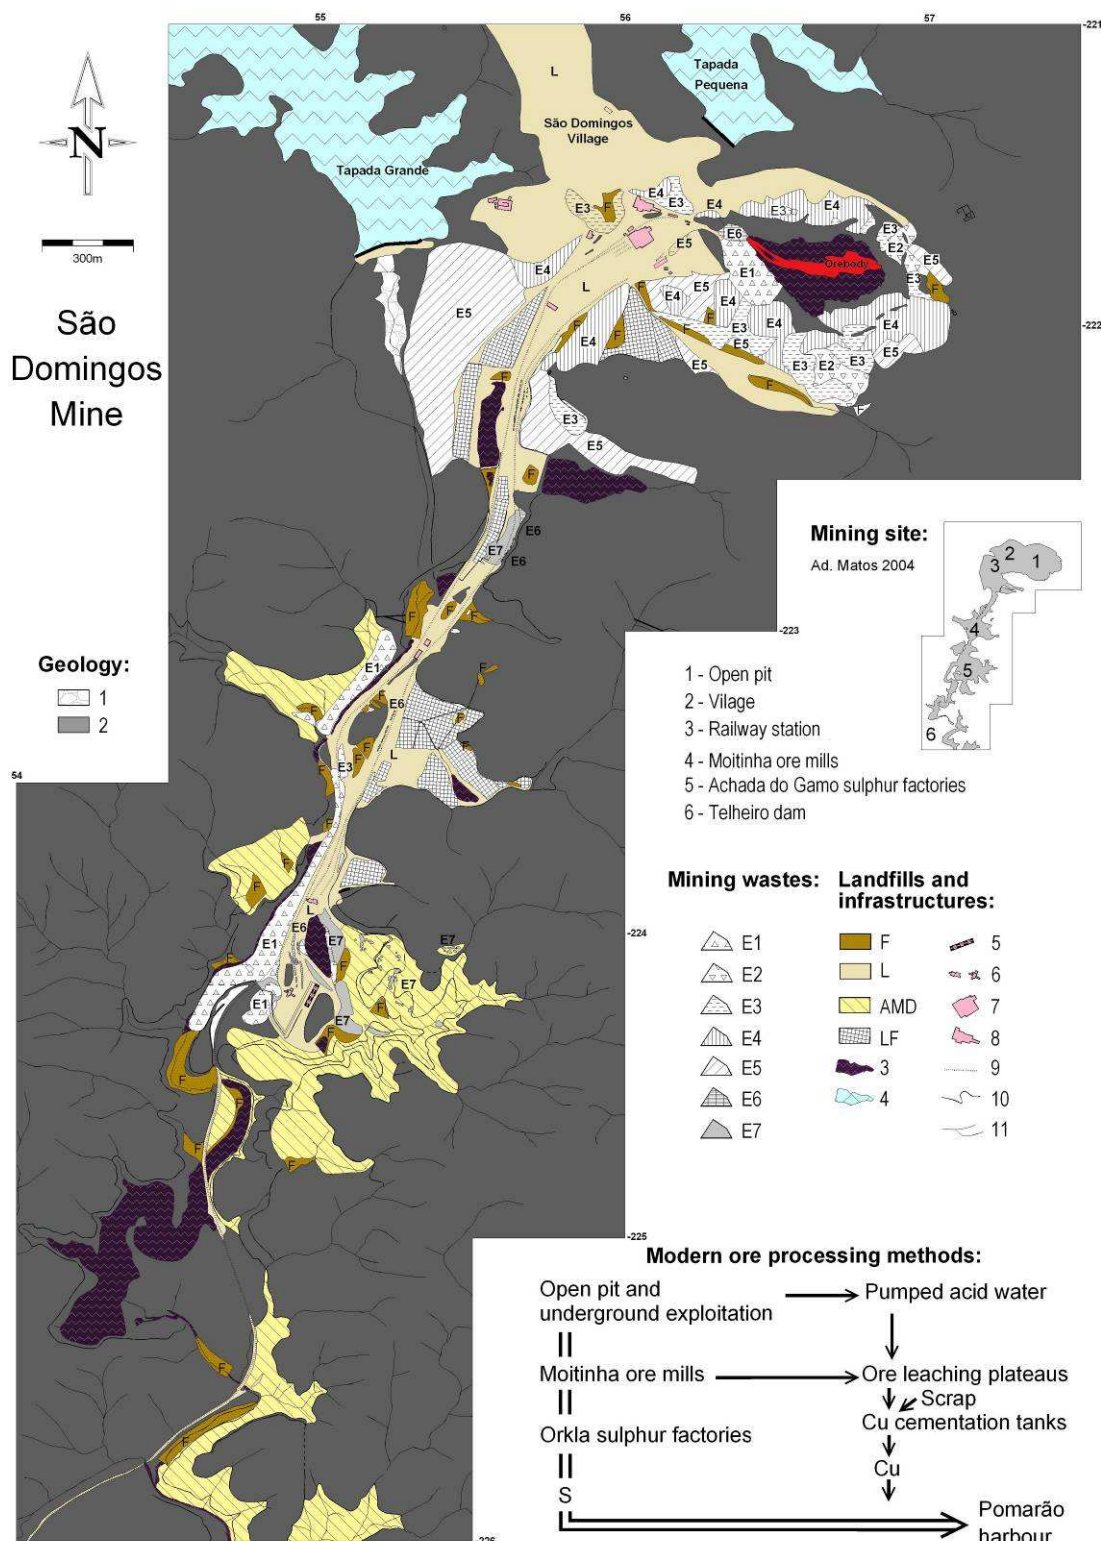 55
56
57
-221
Tapada
Pequena
L
São Domingos
Village
Tapada Grande
N
300m
São
Domingos
Mine
E3
F
E4
E3
E4
E3
E4
E5
E6
E3
E2
E5
E3
F
Orebody
E1
E4
E5
L
E5
E4
E5
F
E4
E4
-222
F
F
E4
F
E3
E5
E5
E3
E2
E3
E5
F
F
F
E3
E5
F
F
E6
E7
E6
Mining site:
Ad. Matos 2004
1
2
3
4
5
6
-223
F
F
F
E1
F
E6
F
F
F
F
F
E3
L
F
F
Geology:
1
2
54
1 - Open pit
2 - Vilage
3 - Railway station
4 - Moitinha ore mills
5 - Achada do Gamo sulphur factories
6 - Telheiro dam
Mining wastes:
E1
E2
E3
E4
E5
E6
E7
Landfills and
infrastructures:
F
L
AMD
LF
3
4
5
6
7
8
9
10
11
F
F
F
L
-224
E1
E6
E7
E7
F
E7
F
E1
E7
F
F
F
F
F
F
-225
F
F
-226
Modern ore processing methods:
Open pit and
underground exploitation
Pumped acid water
Moitinha ore mills
Ore leaching plateaus
Scrap
Cu cementation tanks
Orkla sulphur factories
Cu
S
Pomarão
harbour